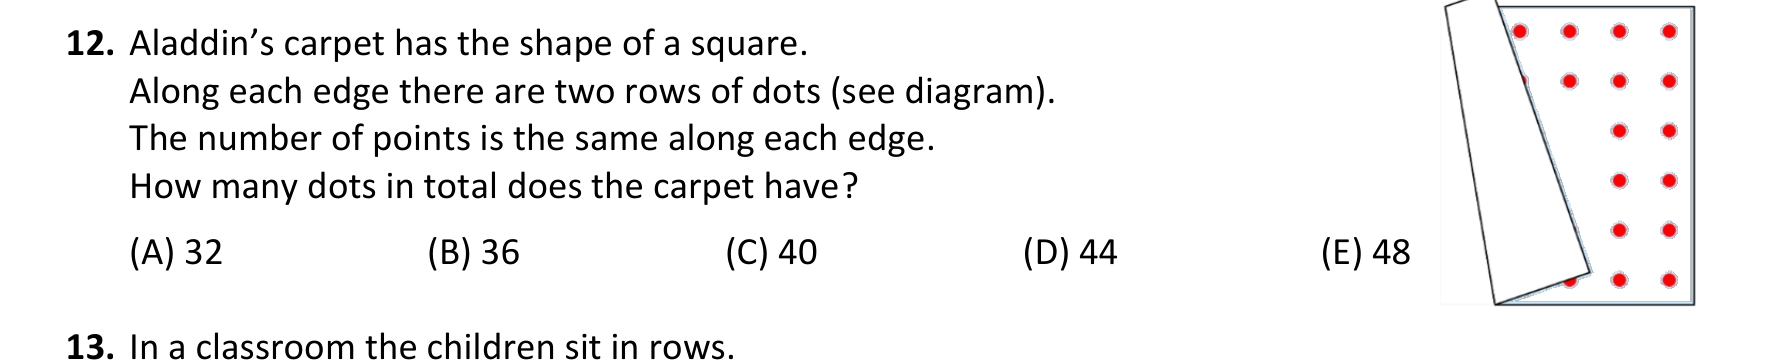 12. Aladdin’s carpet has the shape of a square.
Along each edge there are two rows of dots (see diagram).
The number of points is the same along each edge.
How many dots in total does the carpet have?
(A) 32 (B) 36 (C) 40 (D) 44 (E) 48
13. In a classroom the children sit in rows.